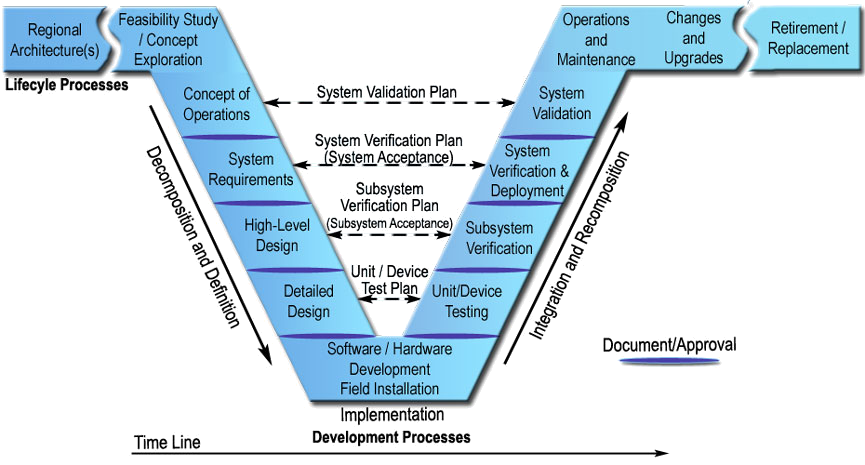 Regional
Architecture(s)
Feasibility Study
/ Concept
Exploration
Lifecyle Processes
Concept of
Operations
System
Requirements
High-Level
Design
Detailed
Design
Software / Hardware
Development
Field Installation
Implementation
Development Processes
Decomposition and Definition
System Validation Plan
System Verification Plan
(System Acceptance)
Subsystem
Verification Plan
(Subsystem Acceptance)
Unit / Device
Test Plan
Operations
and
Maintenance
Changes
and
Upgrades
Retirement /
Replacement
System
Validation
System
Verification &
Deployment
Subsystem
Verification
Unit/Device
Testing
Integration and Recomposition
Document/Approval
Time Line